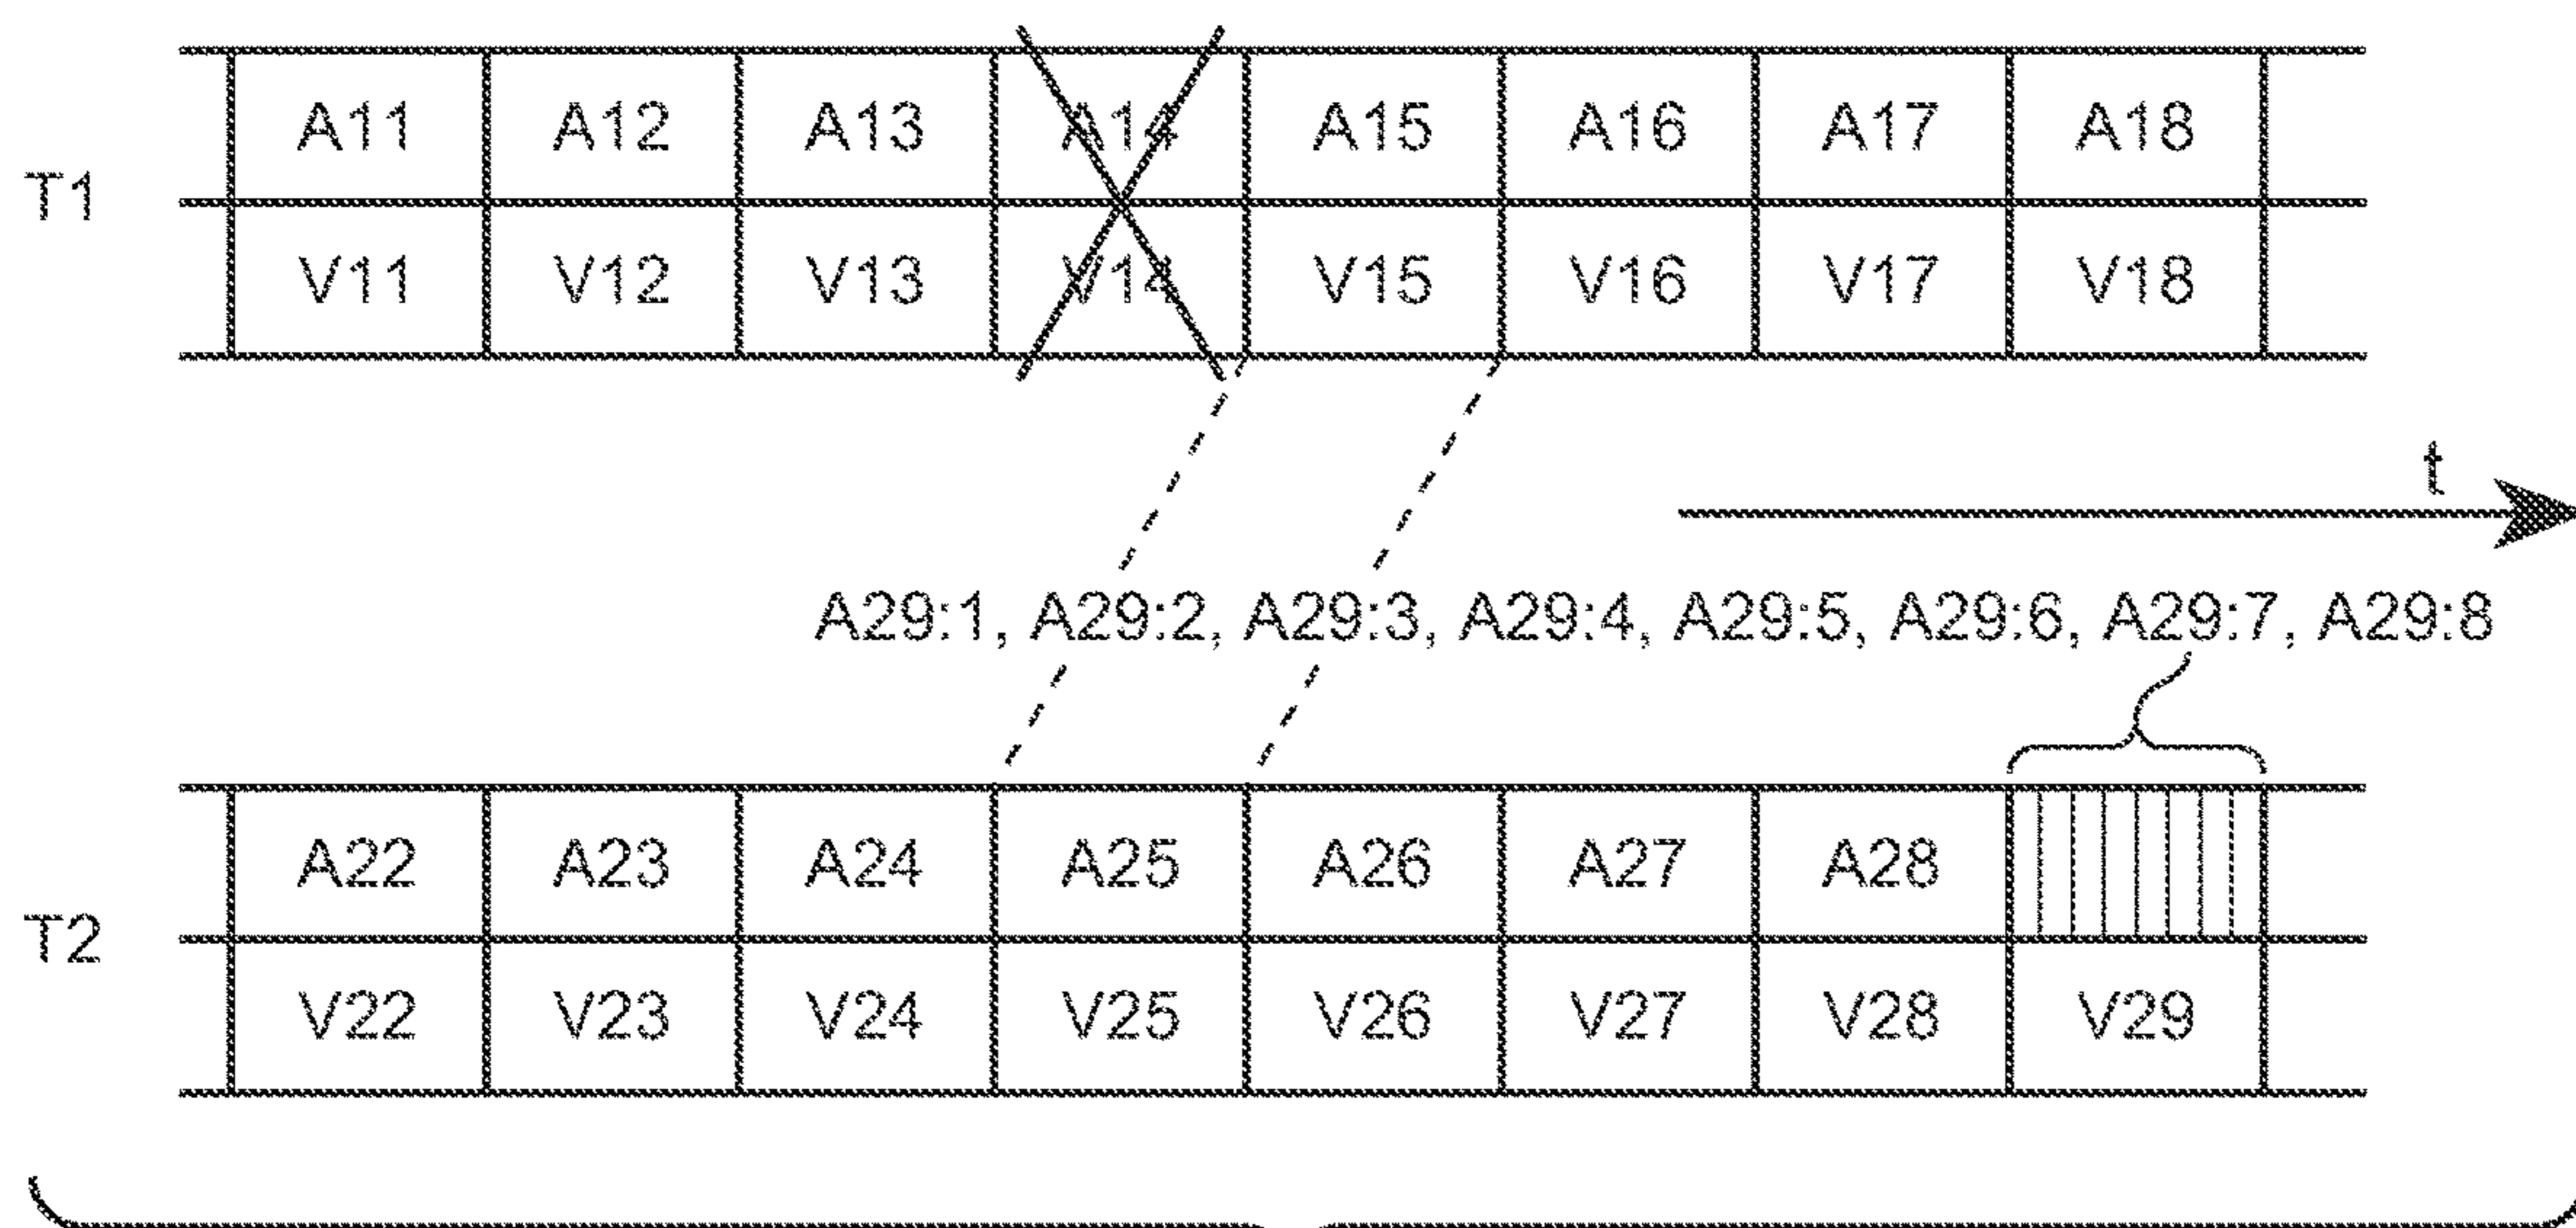 A11 A12 A13 A14 A15 A16 A17 A18
T1
V11 V12 V13 V14 V15 V16 V17 V18
t
A29:1, A29:2, A29:3, A29:4, A29:5, A29:6, A29:7, A29:8
A22 A23 A24 A25 A26 A27 A28
T2
V22 V23 V24 V25 V26 V27 V28 V29